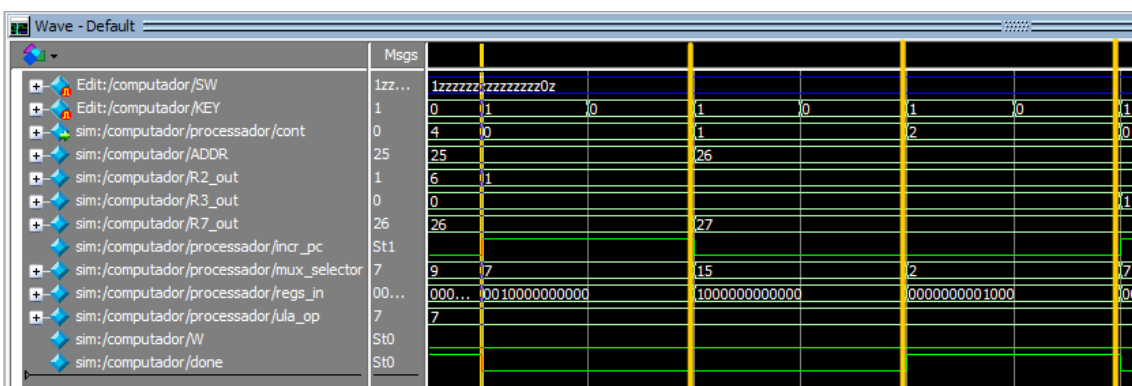 Wave - Default
Msgs
Edit:/computador/SW 1zz... 1zzzzzz zzzzzzzzz0z
Edit:/computador/KEY 1 0 1 0 1 0 1 0 1
sim:/computador/processador/cont 0 4 0 1 2 0
sim:/computador/ADDR 25 25 26
sim:/computador/R2_out 1 6 1
sim:/computador/R3_out 0 0 1
sim:/computador/R7_out 26 26 27
sim:/computador/processador/incr_pc St1
sim:/computador/processador/mux_selector 7 9 7 15 2 7
sim:/computador/processador/regs_in 00... 000... 0010000000000 1000000000000 0000000001000 00
sim:/computador/processador/ula_op 7 7
sim:/computador/W St0
sim:/computador/done St0